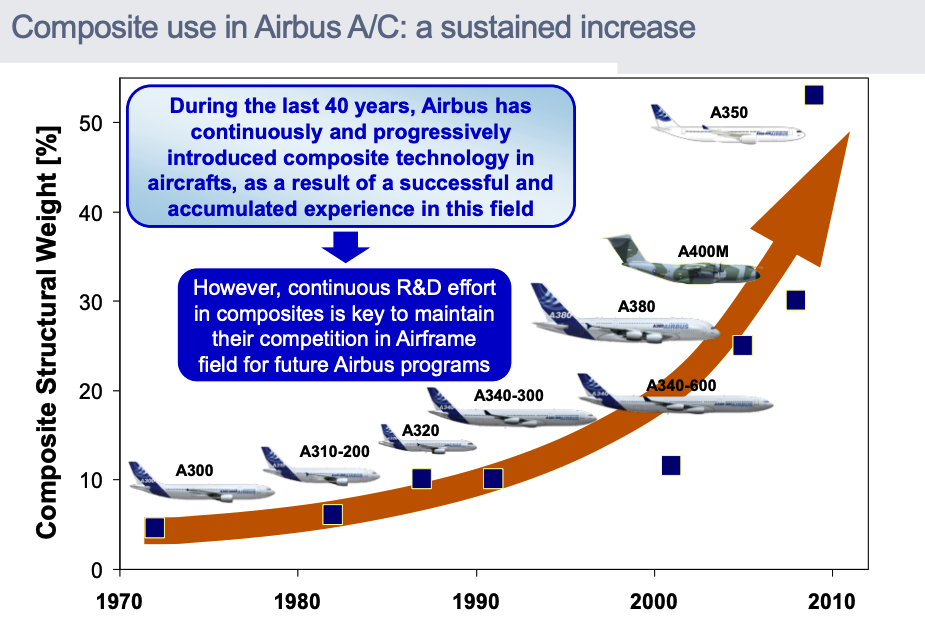 Composite use in Airbus A/C: a sustained increase
During the last 40 years, Airbus has
continuously and progressively
introduced composite technology in
aircrafts, as a result of a successful and
accumulated experience in this field
However, continuous R&D effort
in composites is key to maintain
their competition in Airframe
field for future Airbus programs
Composite Structural Weight [%]
50
40
30
20
10
0
A350
A400M
A380
A380
AIRBUS
A340-600
A340-300
A320
A310-200
A300
1970
1980
1990
2000
2010